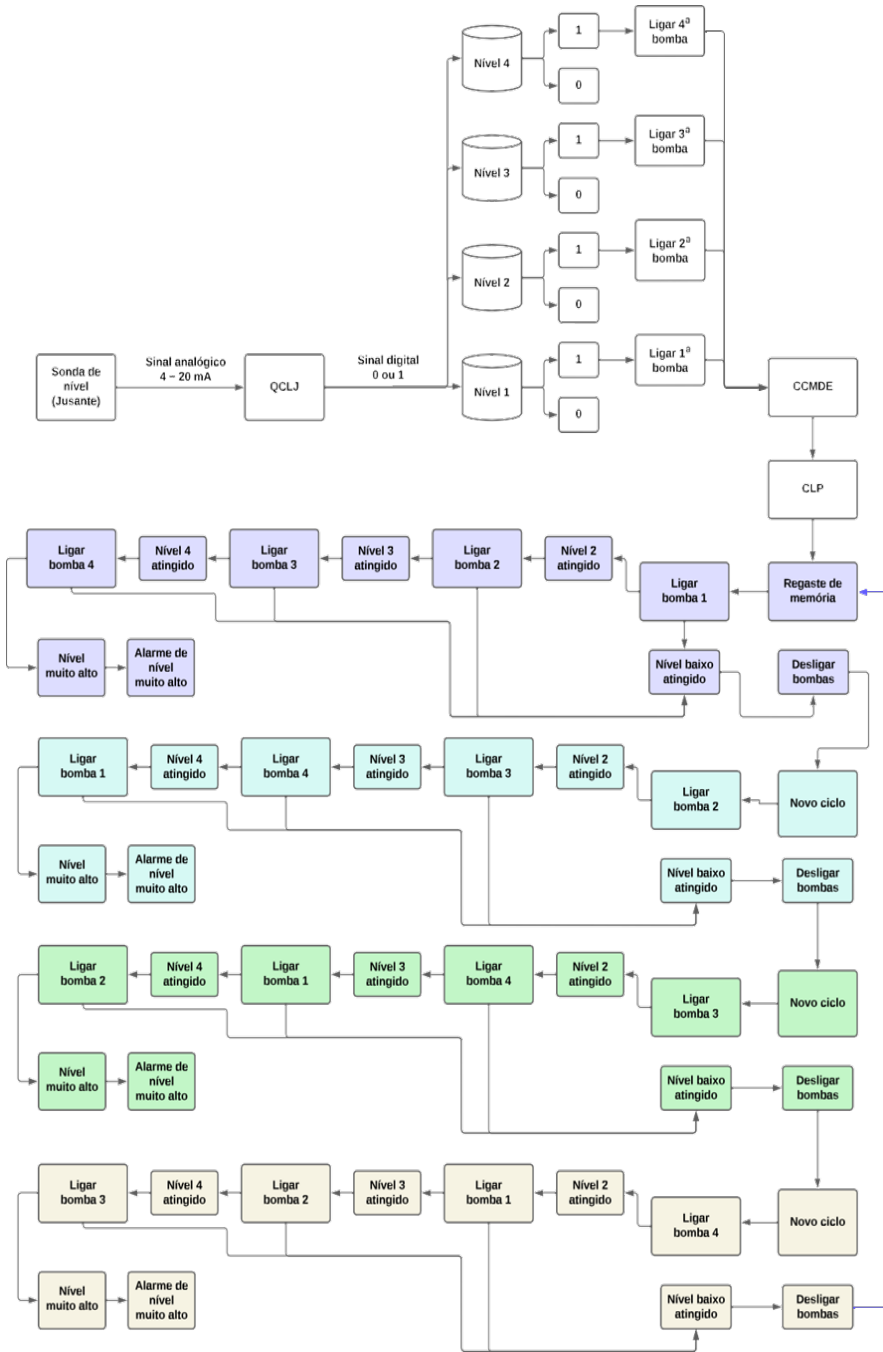 Nível 4
1
0
Ligar 4ª
bomba
Nível 3
1
0
Ligar 3ª
bomba
Nível 2
1
0
Ligar 2ª
bomba
Sonda de
nível
(Jusante)
Sinal analógico
4 – 20 mA
QCLJ
Sinal digital
0 ou 1
Nível 1
1
0
Ligar 1ª
bomba
CCMDE
CLP
Ligar
bomba 4
Nível 4
atingido
Ligar
bomba 3
Nível 3
atingido
Ligar
bomba 2
Nível 2
atingido
Ligar
bomba 1
Regaste de
memória
Nível
muito alto
Alarme de
nível
muito alto
Nível baixo
atingido
Desligar
bombas
Ligar
bomba 1
Nível 4
atingido
Ligar
bomba 4
Nível 3
atingido
Ligar
bomba 3
Nível 2
atingido
Ligar
bomba 2
Novo ciclo
Nível
muito alto
Alarme de
nível
muito alto
Nível baixo
atingido
Desligar
bombas
Ligar
bomba 2
Nível 4
atingido
Ligar
bomba 1
Nível 3
atingido
Ligar
bomba 4
Nível 2
atingido
Ligar
bomba 3
Novo ciclo
Nível
muito alto
Alarme de
nível
muito alto
Nível baixo
atingido
Desligar
bombas
Ligar
bomba 3
Nível 4
atingido
Ligar
bomba 2
Nível 3
atingido
Ligar
bomba 1
Nível 2
atingido
Ligar
bomba 4
Novo ciclo
Nível
muito alto
Alarme de
nível
muito alto
Nível baixo
atingido
Desligar
bombas